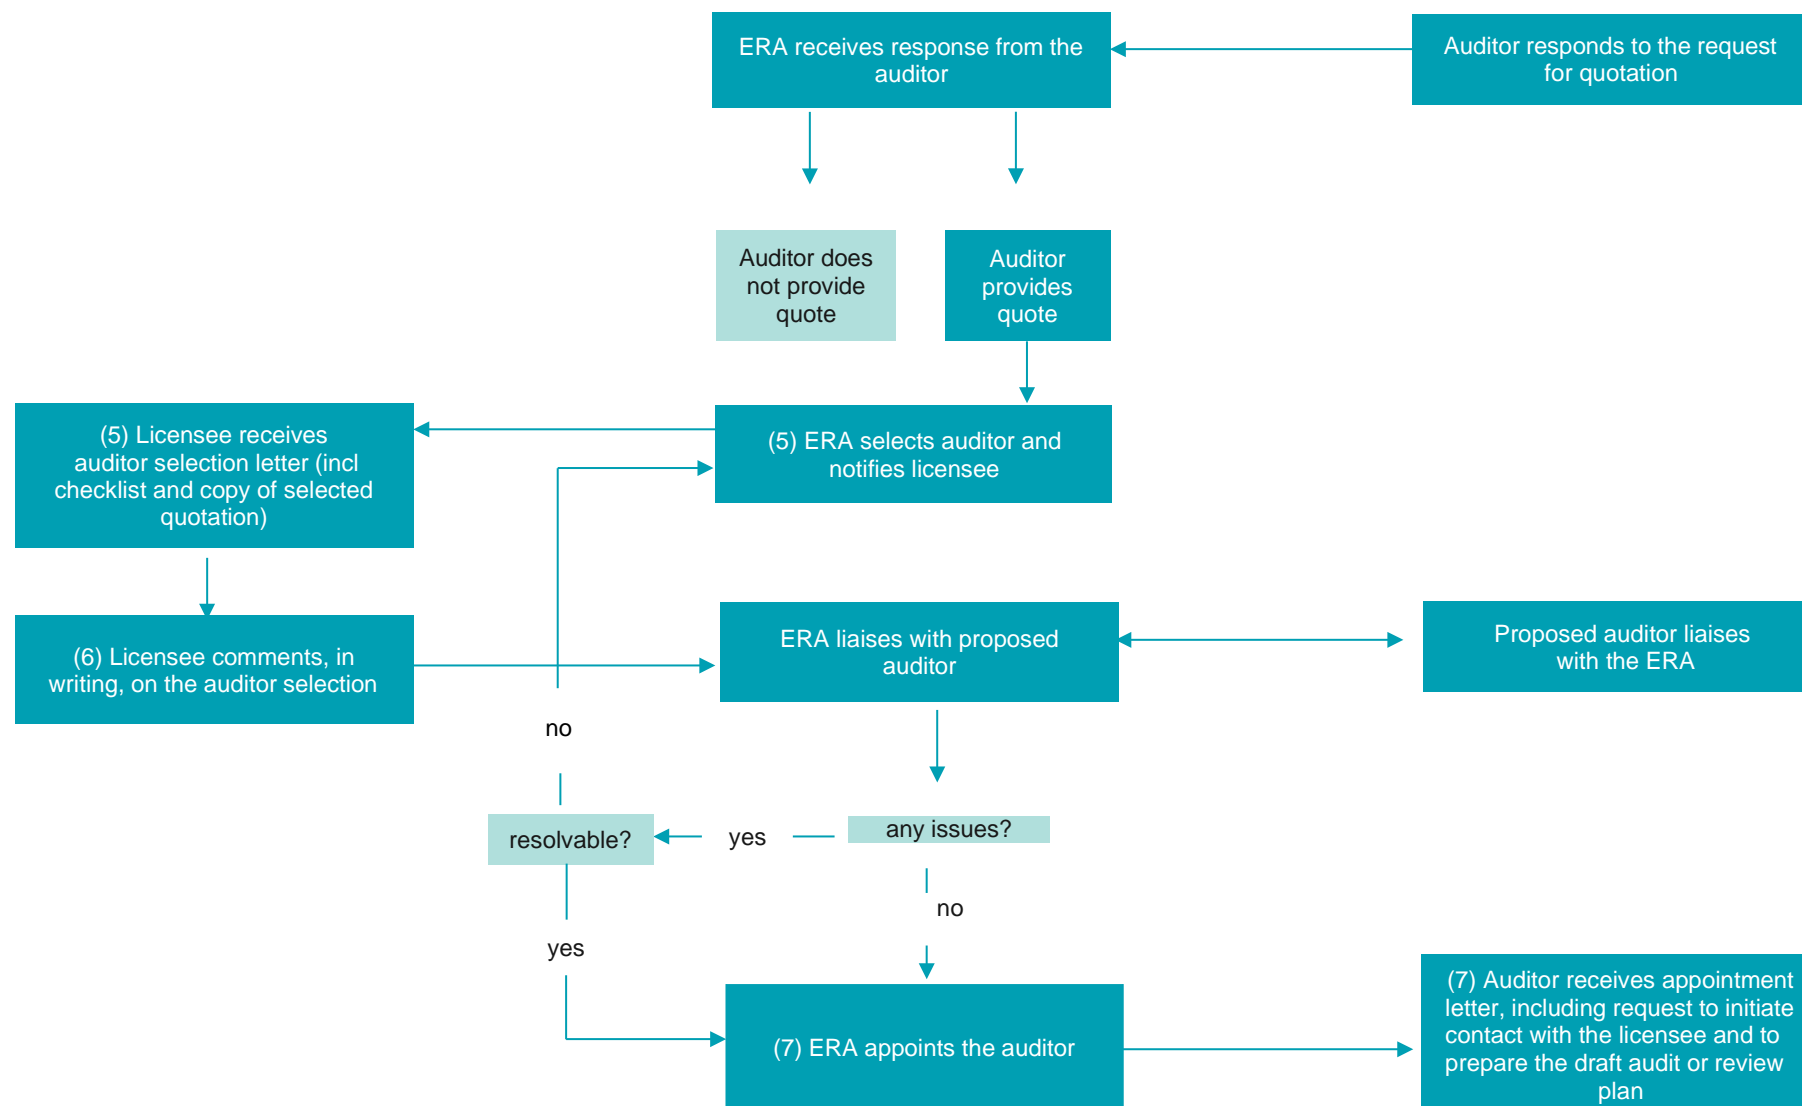 ERA receives response from the
auditor
Auditor responds to the request
for quotation
Auditor does
not provide
quote
Auditor
provides
quote
(5) Licensee receives
auditor selection letter (incl
checklist and copy of selected
quotation)
(5) ERA selects auditor and
notifies licensee
(6) Licensee comments, in
writing, on the auditor selection
ERA liaises with proposed
auditor
Proposed auditor liaises
with the ERA
no
resolvable?
yes
any issues?
no
yes
(7) ERA appoints the auditor
(7) Auditor receives appointment
letter, including request to initiate
contact with the licensee and to
prepare the draft audit or review
plan